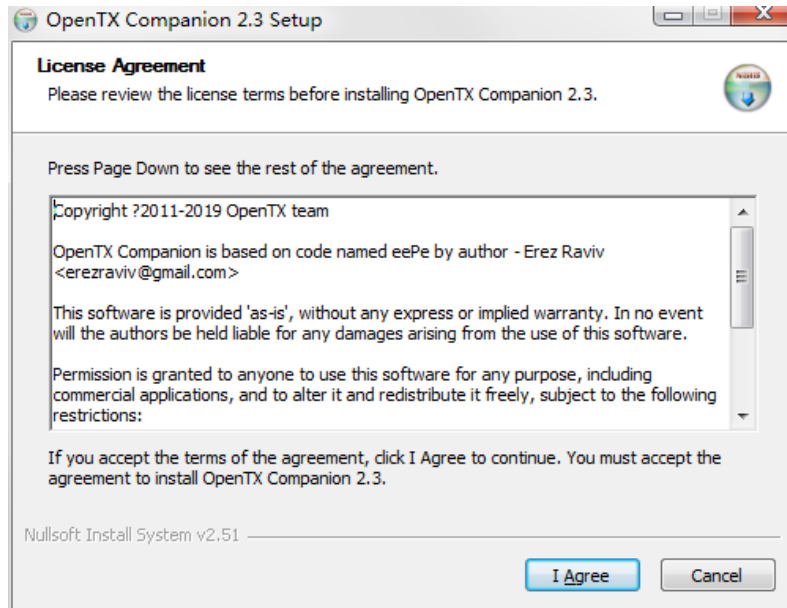 OpenTX Companion 2.3 Setup
License Agreement
Please review the license terms before installing OpenTX Companion 2.3.
Press Page Down to see the rest of the agreement.
Copyright ?2011-2019 OpenTX team
OpenTX Companion is based on code named eePe by author - Erez Raviv
<erezraviv@gmail.com>
This software is provided 'as-is', without any express or implied warranty. In no event
will the authors be held liable for any damages arising from the use of this software.
Permission is granted to anyone to use this software for any purpose, including
commercial applications, and to alter it and redistribute it freely, subject to the following
restrictions:
If you accept the terms of the agreement, click I Agree to continue. You must accept the
agreement to install OpenTX Companion 2.3.
Nullsoft Install System v2.51
I Agree
Cancel